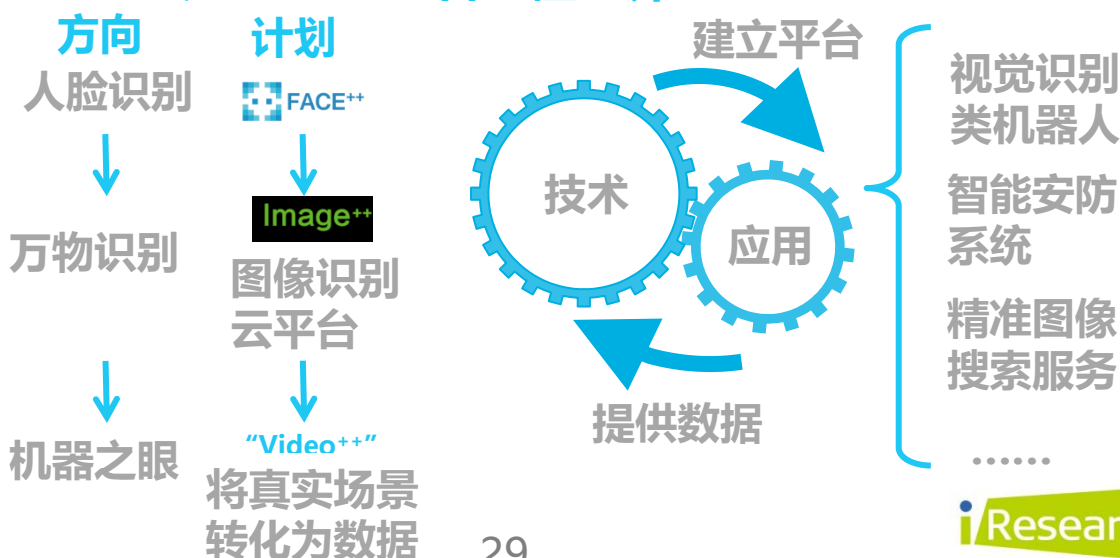 方向
人脸识别
万物识别
机器之眼
计划
FACE++
Image++
图像识别
云平台
“Video++”
将真实场景
转化为数据
建立平台
技术
应用
提供数据
视觉识别
类机器人
智能安防
系统
精准图像
搜索服务
……
iResear
29